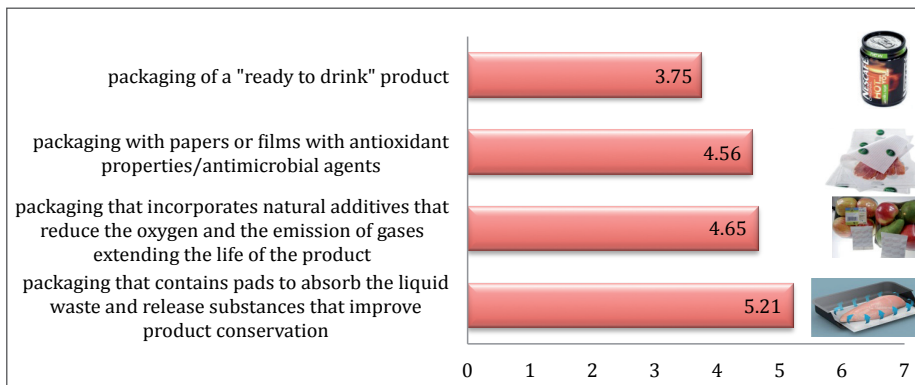 packaging of a "ready to drink" product
3.75
NESCAFÉ
HOT
packaging with papers or films with antioxidant
properties/antimicrobial agents
4.56
packaging that incorporates natural additives that
reduce the oxygen and the emission of gases
extending the life of the product
4.65
packaging that contains pads to absorb the liquid
waste and release substances that improve
product conservation
5.21
0 1 2 3 4 5 6 7